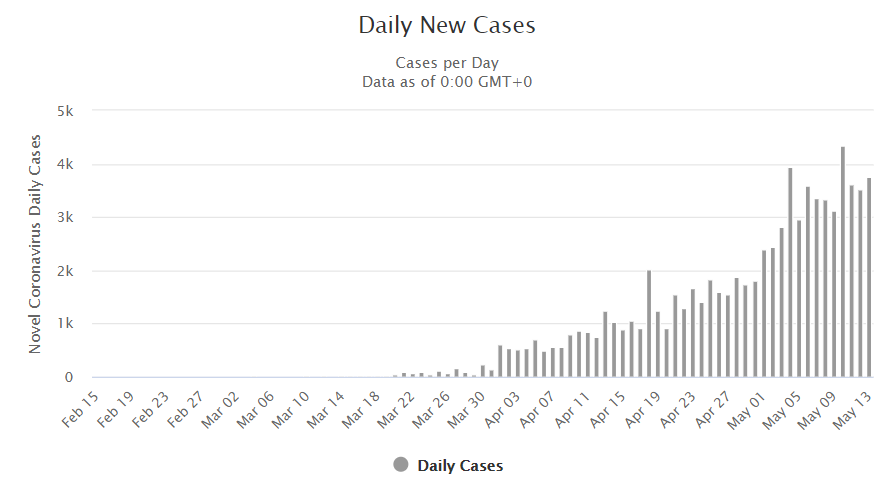 Daily New Cases
Cases per Day
Data as of 0:00 GMT+0
Novel Coronavirus Daily Cases
5k
4k
3k
2k
1k
0
Feb 15
Feb 19
Feb 23
Feb 27
Mar 02
Mar 06
Mar 10
Mar 14
Mar 18
Mar 22
Mar 26
Mar 30
Apr 03
Apr 07
Apr 11
Apr 15
Apr 19
Apr 23
Apr 27
May 01
May 05
May 09
May 13
Daily Cases